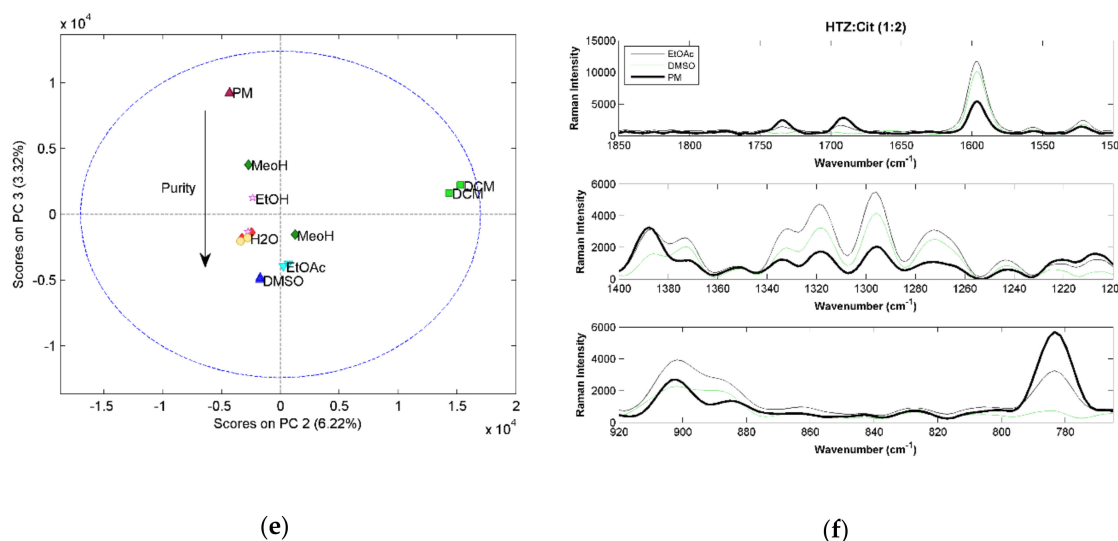 x 10^4
1
0.5
0
-0.5
-1
Scores on PC 3 (3.32%)
PM
MeoH
EtOH
Purity
H2O
MeoH
EtOAc
DMSO
DCM
DCM
-1.5
-1
-0.5
0
0.5
1
1.5
2
Scores on PC 2 (6.22%)
x 10^4
(e)
HTZ:Cit (1:2)
EtOAc
DMSO
PM
15000
10000
5000
0
Raman Intensity
1850
1800
1750
1700
1650
1600
1550
1500
Wavenumber (cm⁻¹)
6000
4000
2000
0
Raman Intensity
1400
1380
1360
1340
1320
1300
1280
1260
1240
1220
1200
Wavenumber (cm⁻¹)
6000
4000
2000
0
Raman Intensity
920
900
880
860
840
820
800
780
Wavenumber (cm⁻¹)
(f)